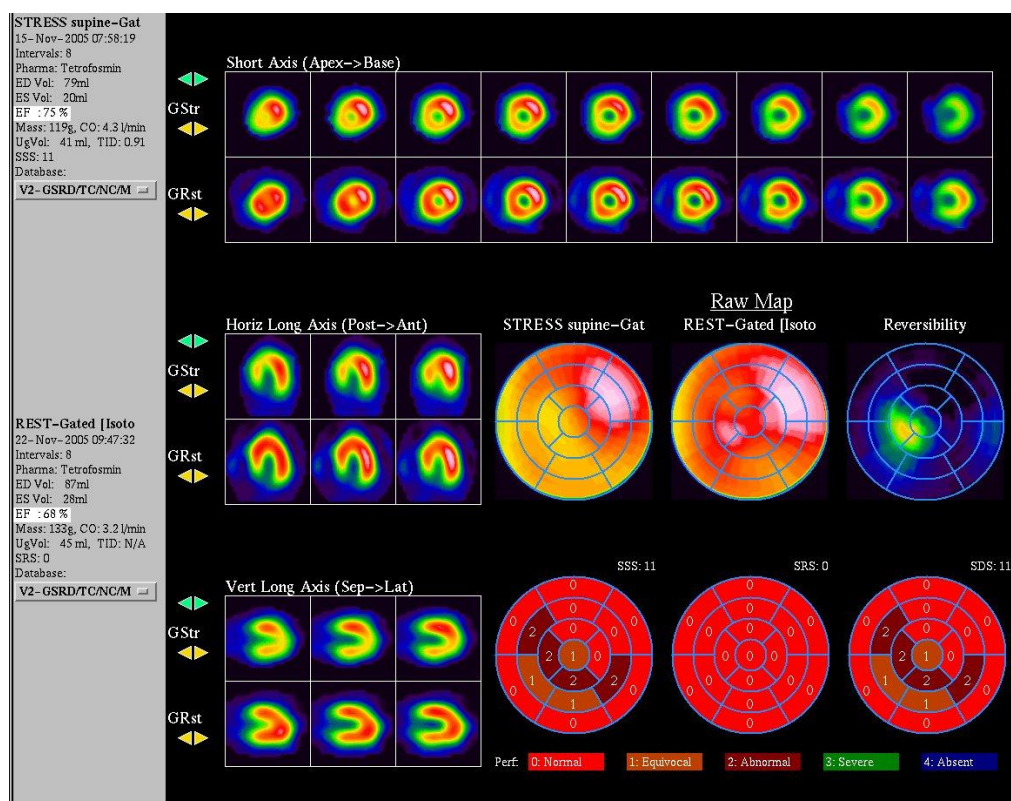 STRESS supine-Gat
15-Nov-2005 07:58:19
Intervals: 8
Pharma: Tetrofosmin
ED Vol: 79ml
ES Vol: 20ml
EF : 75 %
Mass: 119g, CO: 4.3 l/min
UgVol: 41 ml, TID: 0.91
SSS: 11
Database:
V2-GSRD/TC/NC/M
Short Axis (Apex->Base)
GStr
GRst
Horiz Long Axis (Post->Ant)
GStr
GRst
Raw Map
STRESS supine-Gat
REST-Gated [Isoto
Reversibility
REST-Gated [Isoto
22-Nov-2005 09:47:32
Intervals: 8
Pharma: Tetrofosmin
ED Vol: 87ml
ES Vol: 28ml
EF : 68 %
Mass: 133g, CO: 3.2 l/min
UgVol: 45 ml, TID: N/A
SRS: 0
Database:
V2-GSRD/TC/NC/M
Vert Long Axis (Sep->Lat)
GStr
GRst
SSS: 11
0
0
0 0 0
2 0
2 1 0
1 2 2
0 1 0
0
SRS: 0
0
0
0 0 0 0 0
0 0 0
0 0 0
0 0 0
0
SDS: 11
0
0
0 0 0
2 0
2 1 0
1 2 2
0 1 0
0
Perf: 0: Normal 1: Equivocal 2: Abnormal 3: Severe 4: Absent